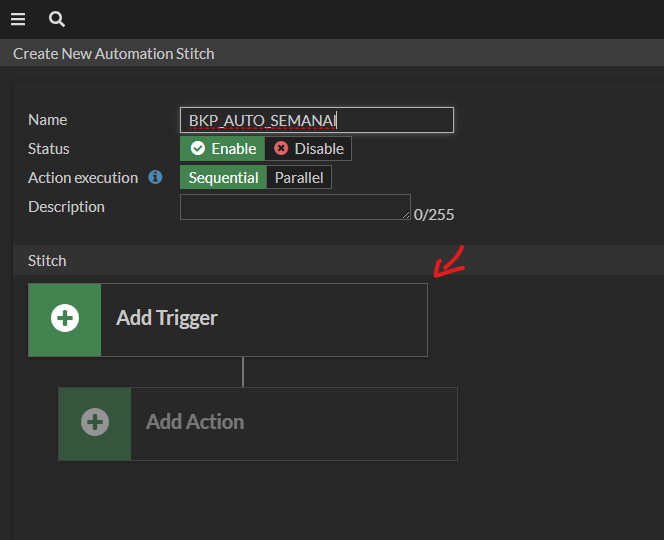 Create New Automation Stitch
Name BKP_AUTO_SEMANAl
Status Enable Disable
Action execution Sequential Parallel
Description 0/255
Stitch
Add Trigger
Add Action